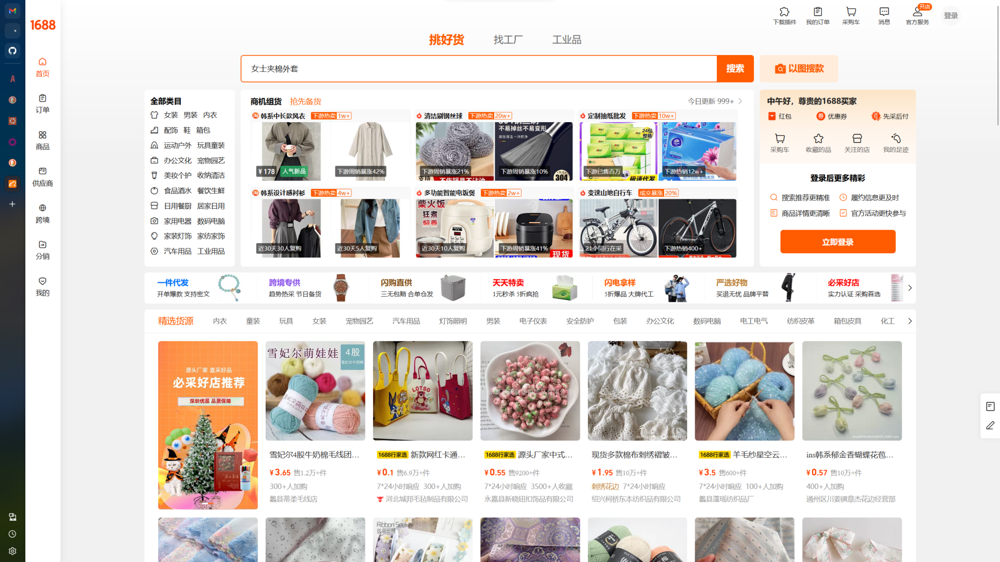 1688
首页
订单
商品
供应商
跨境
分销
我的
下载插件
我的订单
采购车
消息
开店
官方服务
登录
挑好货
找工厂
工业品
女士夹棉外套
搜索
以图搜款
全部类目
女装 男装 内衣
配饰 鞋 箱包
运动户外 玩具童装
办公文化 宠物园艺
美妆个护 收纳清洁
食品酒水 餐饮生鲜
日用餐厨 居家日用
家用电器 数码电脑
家装灯饰 家纺家饰
汽车用品 工业用品
商机组货 抢先备货
今日更新 999+
韩系中长款风衣 下游热卖 1w+
¥ 178 人气新品
下游周销暴涨42%
清洁刷钢丝球 下游热卖 20w+
不易掉丝不易变形
高效清洁 一冲即净
下游周销暴涨21%
下游周销暴涨10%
304
定制抽纸批发 下游热卖 10w+
24包
整箱
下游已售百万
下游热销12w+
韩系设计感衬衫 下游热卖 4w+
近30天30人复购
近30天5人复购
多功能智能电饭煲 下游热卖 2w+
柴火饭
狂煮
焖香
近30天10人复购
下游周销暴涨41%
现货
变速山地自行车 成交暴涨 20%
21个同行在采
下游热销400+
中午好，尊贵的1688买家
红包
券 优惠券
先采后付
采购车
收藏的品
关注的店
我的足迹
登录后更多精彩
搜索推荐更精准
履约信息更及时
商品详情更清晰
官方活动更快参与
立即登录
一件代发
开单爆款 支持密文
跨境专供
趋势热采 节日备货
闪购直供
三无包赔 合单仓发
天天特卖
1元秒杀 5折疯抢
闪电拿样
5折爆品 大牌代工
严选好物
买退无忧 品牌平替
必采好店
实力认证 采购首选
精选货源 内衣 童装 玩具 女装 宠物园艺 汽车用品 灯饰照明 男装 电子仪表 安全防护 包装 办公文化 数码电脑 电工电气 纺织皮革 箱包皮具 化工
源头厂家 直采好品
必采好店推荐
深圳优品 品质保障
雪妃尔萌娃娃
4股
雪妃尔牛奶棉
雪妃尔4股牛奶棉毛线团...
¥3.65 售1.2万+件
300+人加购
蠡县蒂柔毛线店
LOTSO
1688行家选 新款网红卡通...
¥0.1 售6.9万+件
7*24小时响应 300+人加购
河北城邦毛毡制品有限公司
1688行家选 源头厂家中式...
¥0.55 售9200+件
7*24小时响应 3500+人收藏
永嘉县新晓钮扣饰品有限公司
现货多款棉布刺绣褶皱...
¥1.95 售10万+件
刺绣花边 7*24小时响应
绍兴柯桥东本纺织品有限公司
1688行家选 羊毛纱星空云...
¥3.5 售600+件
7*24小时响应 100+人加购
蠡县蓬瑶纺织品厂
ins韩系郁金香蝴蝶花苞...
¥0.57 售10万+件
400+人加购
通州区川姜镇章杰花边经营部
Ribbon Seeker